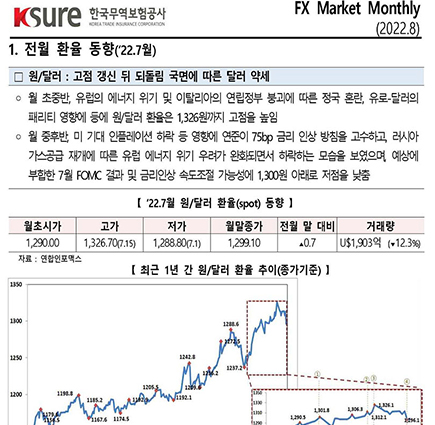 Ksure 한국무역보험공사
KOREA TRADE INSURANCE CORPORATION
FX Market Monthly
(2022.8)
1. 전월 환율 동향('22.7월)
□ 원/달러 : 고점 갱신 뒤 되돌림 국면에 따른 달러 약세
○ 월 초중반, 유럽의 에너지 위기 및 이탈리아의 연립정부 붕괴에 따른 정국 혼란, 유로-달러의
패리티 영향에 등에 원/달러 환율은 1,326원까지 고점을 높임
○ 월 중후반, 미 기대 인플레이션 하락 등 영향에 연준이 75bp 금리 인상 방침을 고수하고, 러시아
가스공급 재개에 따른 유럽 에너지 위기 우려가 완화되면서 하락하는 모습을 보였으며, 예상에
부합한 7월 FOMC 결과 및 금리인상 속도조절 가능성에 1,300원 아래로 저점을 낮춤
[ '22.7월 원/달러 환율(spot) 동향 ]
월초시가 고가 저가 월말종가 전월 말 대비 거래량
1,290.00 1,326.70(7.15) 1,288.80(7.1) 1,299.10 ▲0.7 U$1,903억 (▼12.3%)
자료 : 연합인포맥스
[ 최근 1년 간 원/달러 환율 추이(종가기준) ]
1350
1300
1250
1200
1288.6
1272.5
1242.8
1237.2
1205.5
1198.8
1185.2
1192.1
1167.6
1174.5
1350
1330
1310
1290
1290.5
1301.8
1306.3
1326.1
1312.1
1296.1